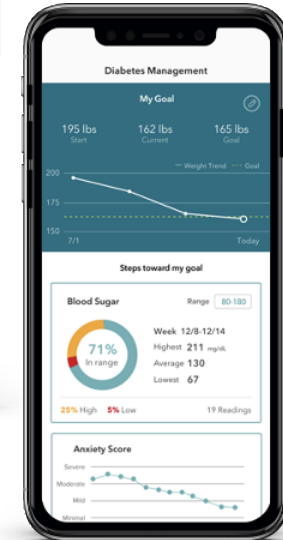 Diabetes Management
My Goal
195 lbs 162 lbs 165 lbs
Start Current Goal
Weight Trend Goal
200
175
150
7/1 Today
Steps toward my goal
Blood Sugar Range 80-180
71%
In range
Week 12/8-12/14
Highest 211 mg/dL
Average 130
Lowest 67
25% High 5% Low 19 Readings
Anxiety Score
Severe
Moderate
Mild
Minimal